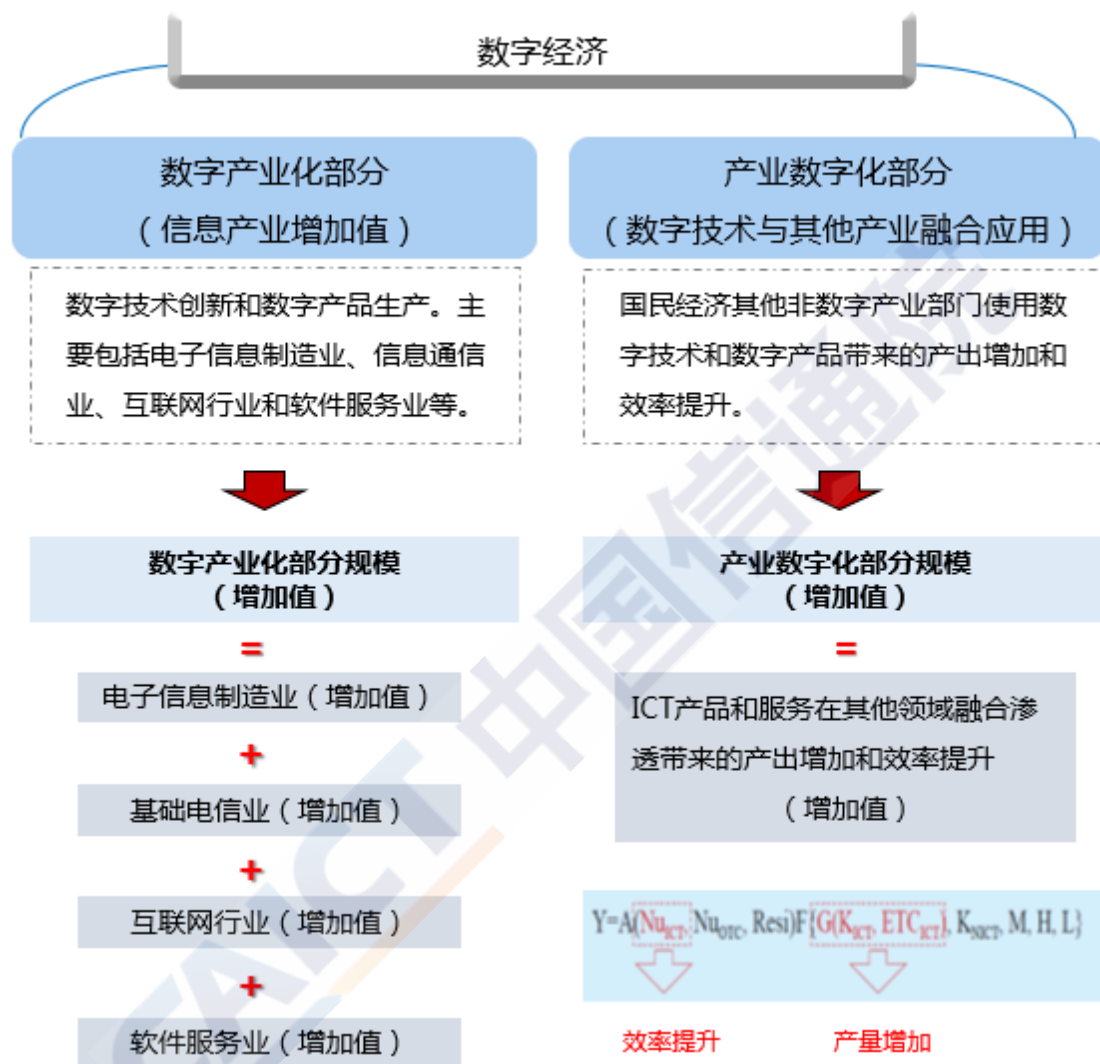 数字经济
数字产业化部分
（信息产业增加值）
数字技术创新和数字产品生产。主
要包括电子信息制造业、信息通信
业、互联网行业和软件服务业等。
数字产业化部分规模
（增加值）
=
电子信息制造业（增加值）
+
基础电信业（增加值）
+
互联网行业（增加值）
+
软件服务业（增加值）
产业数字化部分
（数字技术与其他产业融合应用）
国民经济其他非数字产业部门使用数
字技术和数字产品带来的产出增加和
效率提升。
产业数字化部分规模
（增加值）
=
ICT产品和服务在其他领域融合渗
透带来的产出增加和效率提升
（增加值）
Y=A(Nu_ICT, Nu_OTC, Resi)F{G(K_ICT, ETC_ICT), K_NICT, M, H, L}
效率提升 产量增加
CAICT 中国信通院